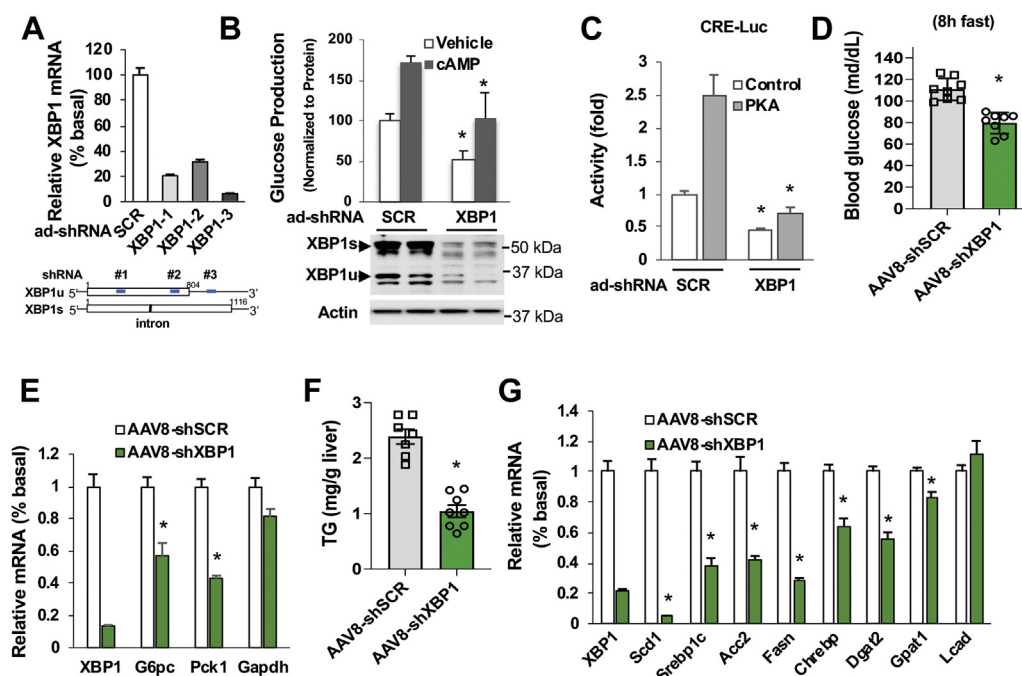 A
Relative XBP1 mRNA
(% basal)
120
100
80
60
40
20
0
ad-shRNA
SCR
XBP1-1
XBP1-2
XBP1-3
shRNA #1 #2 #3
XBP1u 5' 1 804 3'
XBP1s 5' 1 1116 3'
intron
B
Glucose Production
(Normalized to Protein)
200
150
100
50
0
Vehicle
cAMP
*
*
ad-shRNA SCR XBP1
XBP1s
50 kDa
XBP1u
37 kDa
Actin
37 kDa
C
CRE-Luc
Activity (fold)
3
2.5
2
1.5
1
0.5
0
Control
PKA
*
*
ad-shRNA SCR XBP1
D
(8h fast)
Blood glucose (md/dL)
140
120
100
80
60
40
20
0
*
AAV8-shSCR
AAV8-shXBP1
E
AAV8-shSCR
AAV8-shXBP1
Relative mRNA (% basal)
1.2
1
0.8
0.6
0.4
0.2
0
*
*
XBP1 G6pc Pck1 Gapdh
F
TG (mg/g liver)
3
2
1
0
*
AAV8-shSCR
AAV8-shXBP1
G
AAV8-shSCR
AAV8-shXBP1
Relative mRNA
(% basal)
1.4
1.2
1
0.8
0.6
0.4
0.2
0
*
*
*
*
*
*
*
XBP1
Scd1
Srebp1c
Acc2
Fasn
Chrebp
Dgat2
Gpat1
Lcad